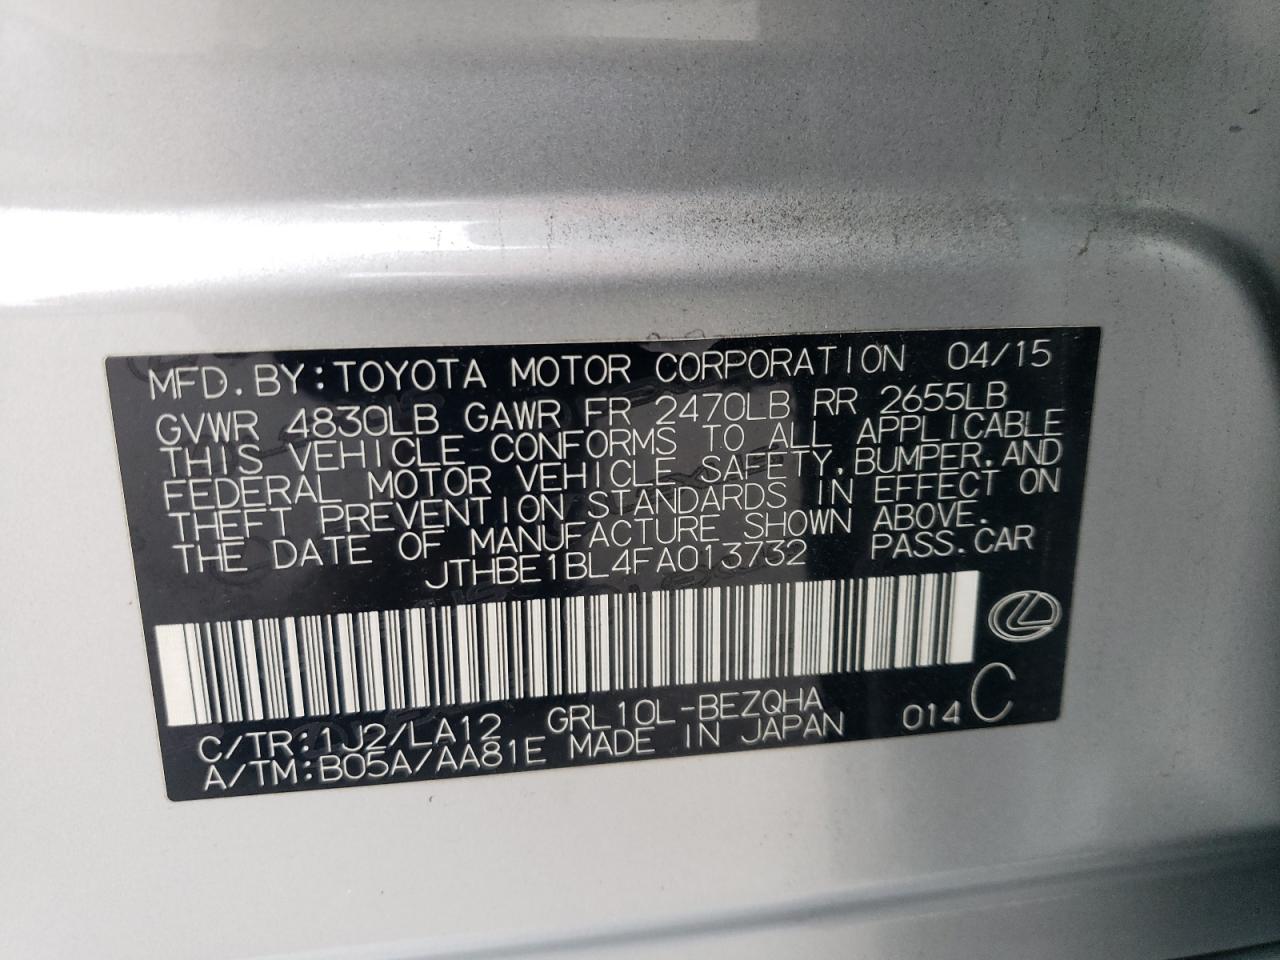 MFD.BY:TOYOTA MOTOR CORPORATION 04/15
GVWR 4830LB GAWR FR 2470LB RR 2655LB
THIS VEHICLE CONFORMS TO ALL APPLICABLE
FEDERAL MOTOR VEHICLE SAFETY,BUMPER,AND
THEFT PREVENTION STANDARDS IN EFFECT ON
THE DATE OF MANUFACTURE SHOWN ABOVE.
JTHBE1BL4FA013732 PASS.CAR
C/TR:1J2/LA12 GRL10L-BEZQHA 014 C
A/TM:B05A/AA81E MADE IN JAPAN